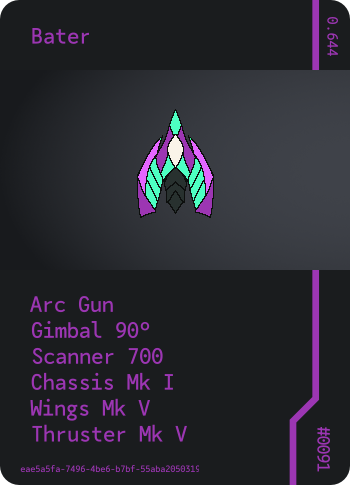 Bater
0.644
Arc Gun
Gimbal 90°
Scanner 700
Chassis Mk I
Wings Mk V
Thruster Mk V
#0091
eae5a5fa-7496-4be6-b7bf-55aba2050319